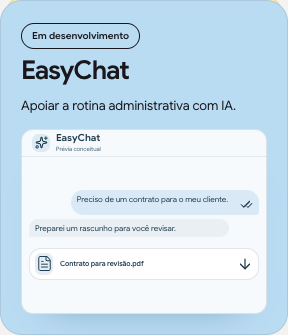 Em desenvolvimento
EasyChat
Apoiar a rotina administrativa com IA.
EasyChat
Prévia conceitual
Preciso de um contrato para o meu cliente.
Preparei um rascunho para você revisar.
Contrato para revisão.pdf